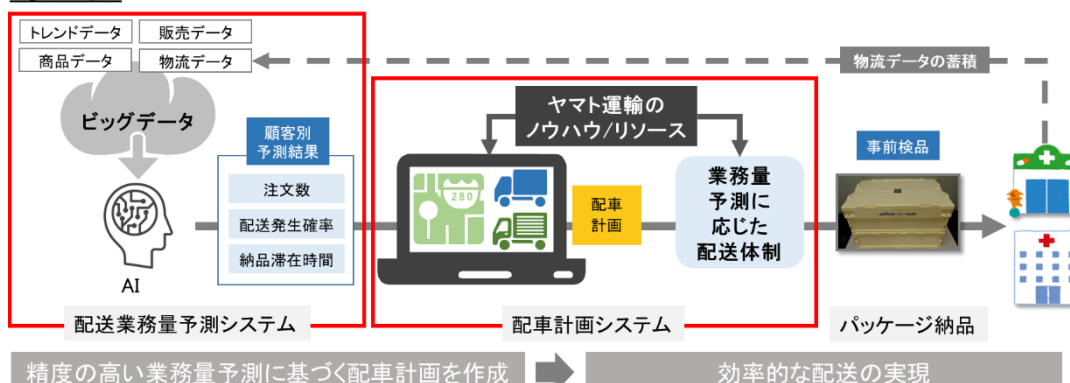 トレンドデータ
販売データ
商品データ
物流データ
物流データの蓄積
ビッグデータ
AI
顧客別
予測結果
注文数
配送発生確率
納品滞在時間
配送業務量予測システム
ヤマト運輸の
ノウハウ/リソース
280
配車
計画
業務量
予測に
応じた
配送体制
配車計画システム
事前検品
パッケージ納品
精度の高い業務量予測に基づく配車計画を作成
効率的な配送の実現